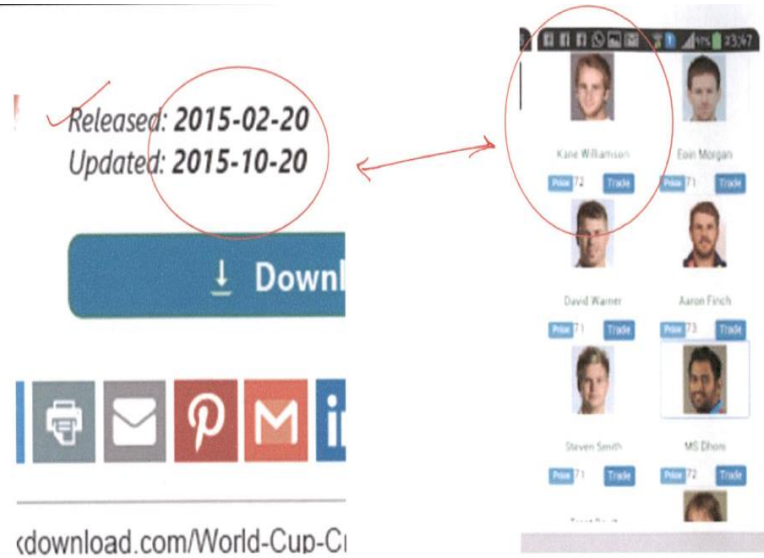 Released: 2015-02-20
Updated: 2015-10-20
Downl
kdownload.com/World-Cup-Cr
Kane Williamson
Eoin Morgan
Price 72 Trade
Price 71 Trade
David Warner
Aaron Finch
Price 71 Trade
Price 73 Trade
Steven Smith
MS Dhoni
Price 71 Trade
Price 72 Trade